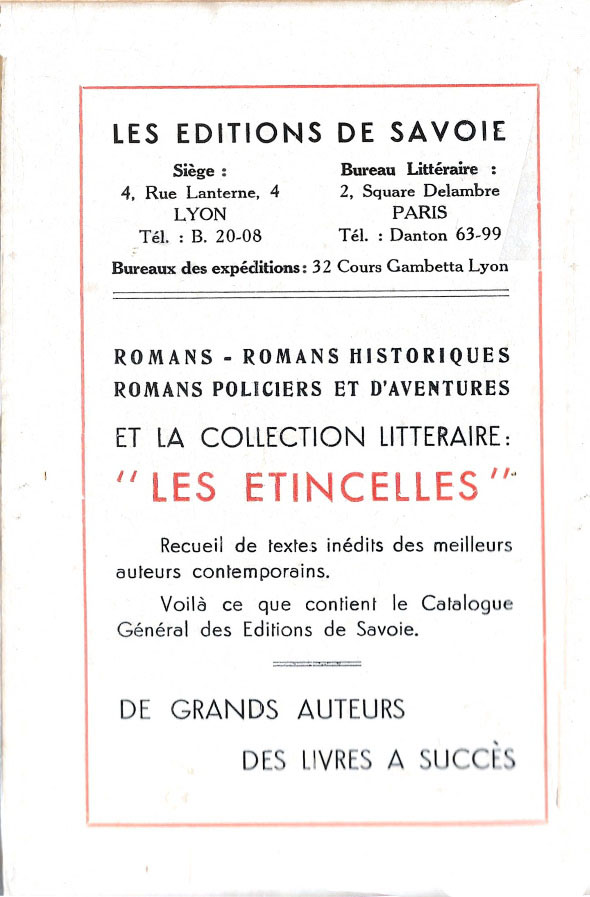 LES EDITIONS DE SAVOIE
Siège :
4, Rue Lanterne, 4
LYON
Tél. : B. 20-08
Bureau Littéraire :
2, Square Delambre
PARIS
Tél. : Danton 63-99
Bureaux des expéditions : 32 Cours Gambetta Lyon
ROMANS - ROMANS HISTORIQUES
ROMANS POLICIERS ET D'AVENTURES
ET LA COLLECTION LITTERAIRE :
"LES ETINCELLES"
Recueil de textes inédits des meilleurs
auteurs contemporains.
Voilà ce que contient le Catalogue
Général des Editions de Savoie.
DE GRANDS AUTEURS
DES LIVRES A SUCCÈS